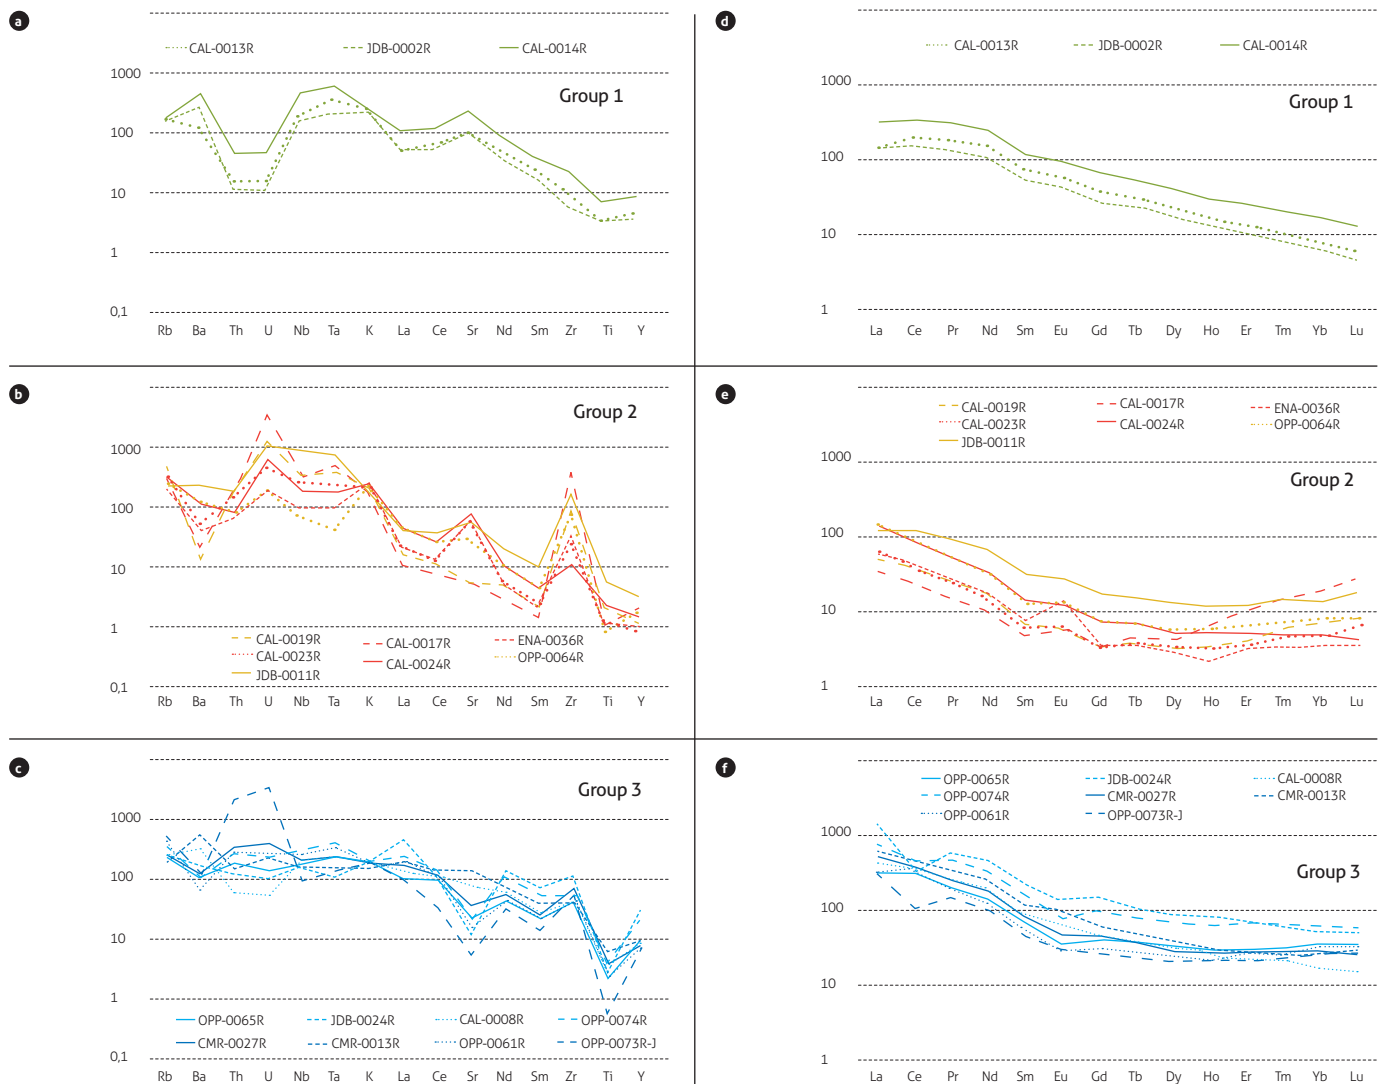 a
CAL-0013R JDB-0002R CAL-0014R
1000
Group 1
100
10
1
0,1
Rb Ba Th U Nb Ta K La Ce Sr Nd Sm Zr Ti Y
d
CAL-0013R JDB-0002R CAL-0014R
1000
Group 1
100
10
1
La Ce Pr Nd Sm Eu Gd Tb Dy Ho Er Tm Yb Lu
b
Group 2
1000
100
10
1
CAL-0019R CAL-0017R ENA-0036R
CAL-0023R CAL-0024R OPP-0064R
JDB-0011R
0,1
Rb Ba Th U Nb Ta K La Ce Sr Nd Sm Zr Ti Y
e
CAL-0019R CAL-0017R ENA-0036R
CAL-0023R CAL-0024R OPP-0064R
JDB-0011R
1000
Group 2
100
10
1
La Ce Pr Nd Sm Eu Gd Tb Dy Ho Er Tm Yb Lu
c
Group 3
1000
100
10
1
OPP-0065R JDB-0024R CAL-0008R OPP-0074R
CMR-0027R CMR-0013R OPP-0061R OPP-0073R-J
0,1
Rb Ba Th U Nb Ta K La Ce Sr Nd Sm Zr Ti Y
f
OPP-0065R JDB-0024R CAL-0008R
OPP-0074R CMR-0027R CMR-0013R
OPP-0061R OPP-0073R-J
1000
Group 3
100
10
1
La Ce Pr Nd Sm Eu Gd Tb Dy Ho Er Tm Yb Lu